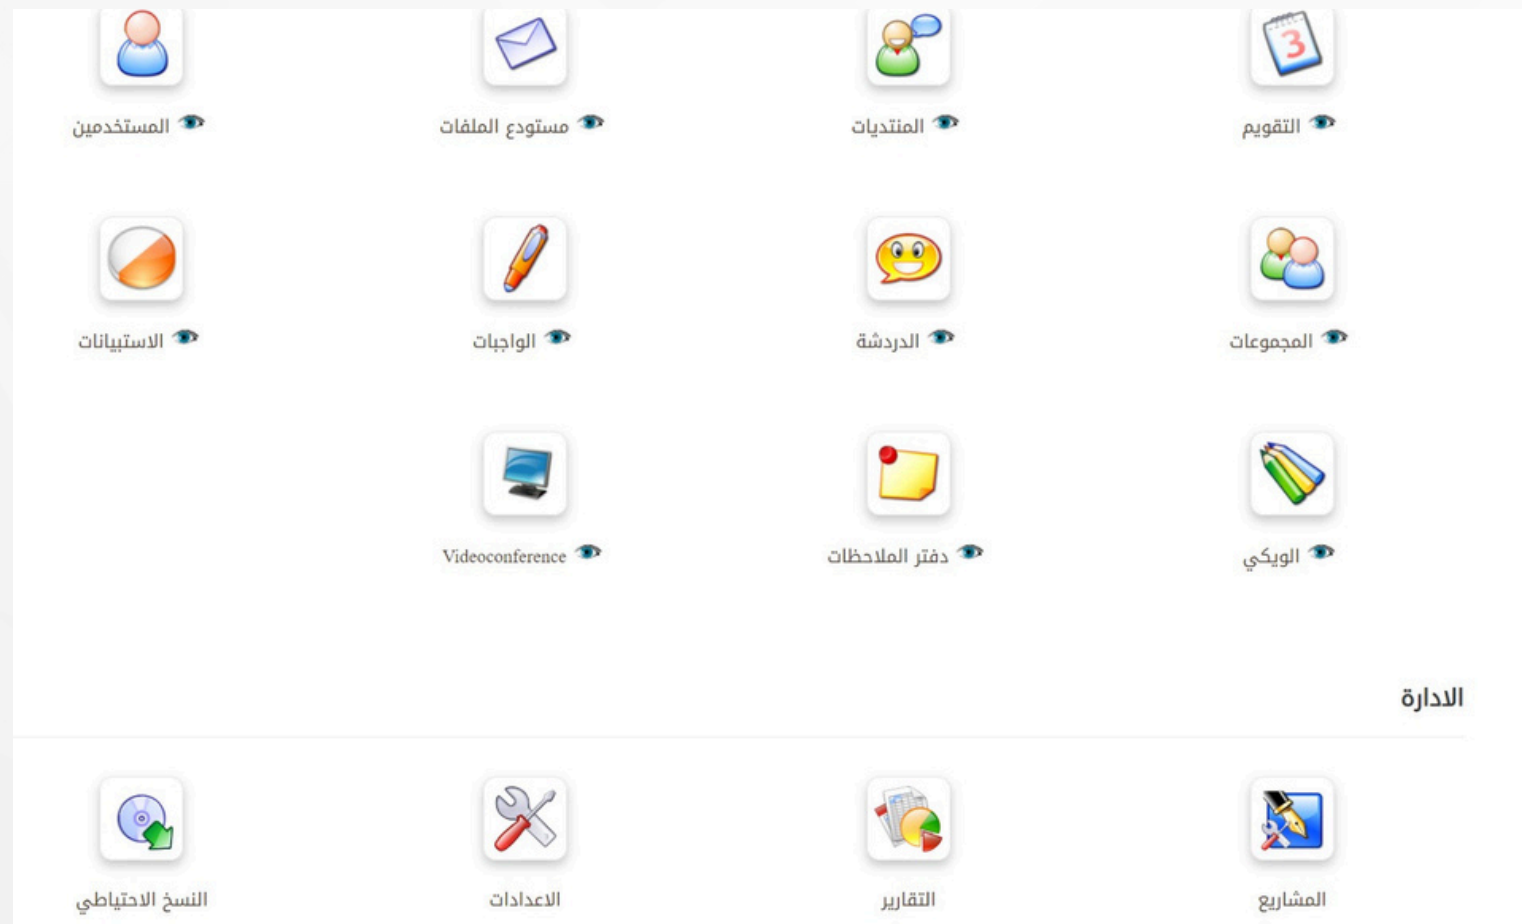 التقويم
المنتديات
مستودع الملفات
المستخدمين
3
المجموعات
الدردشة
الواجبات
الاستبيانات
الويكي
دفتر الملاحظات
Videoconference
الادارة
المشاريع
التقارير
الاعدادات
النسخ الاحتياطي